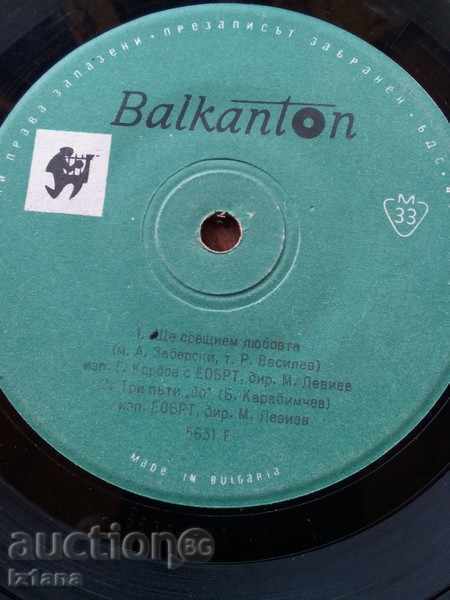 ПРАВА ЗАПАЗЕНИ • ПРЕЗАПИСЪТ ЗАБРАНЕН • БДС
Balkanton
M
33
1. Ще срещнем любовта
(м. А. Заберски, т. Р. Василев)
изп. Г. Кордов с ЕОБРТ, дир. М. Левиев
2. Три пъти „до" (Б. Карадимчев)
изп. ЕОБРТ, дир. М. Левиев
5631 F
MADE IN BULGARIA
auction BG
iz1ana